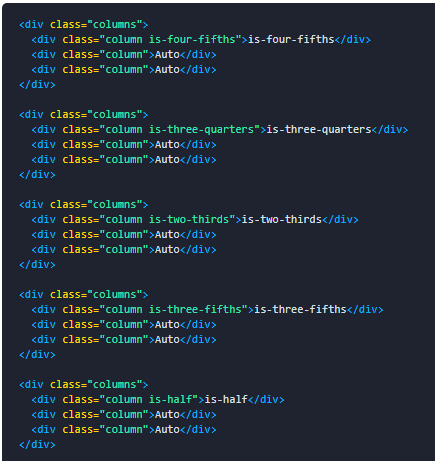 <div class="columns">
  <div class="column is-four-fifths">is-four-fifths</div>
  <div class="column">Auto</div>
  <div class="column">Auto</div>
</div>

<div class="columns">
  <div class="column is-three-quarters">is-three-quarters</div>
  <div class="column">Auto</div>
  <div class="column">Auto</div>
</div>

<div class="columns">
  <div class="column is-two-thirds">is-two-thirds</div>
  <div class="column">Auto</div>
  <div class="column">Auto</div>
</div>

<div class="columns">
  <div class="column is-three-fifths">is-three-fifths</div>
  <div class="column">Auto</div>
  <div class="column">Auto</div>
</div>

<div class="columns">
  <div class="column is-half">is-half</div>
  <div class="column">Auto</div>
  <div class="column">Auto</div>
</div>